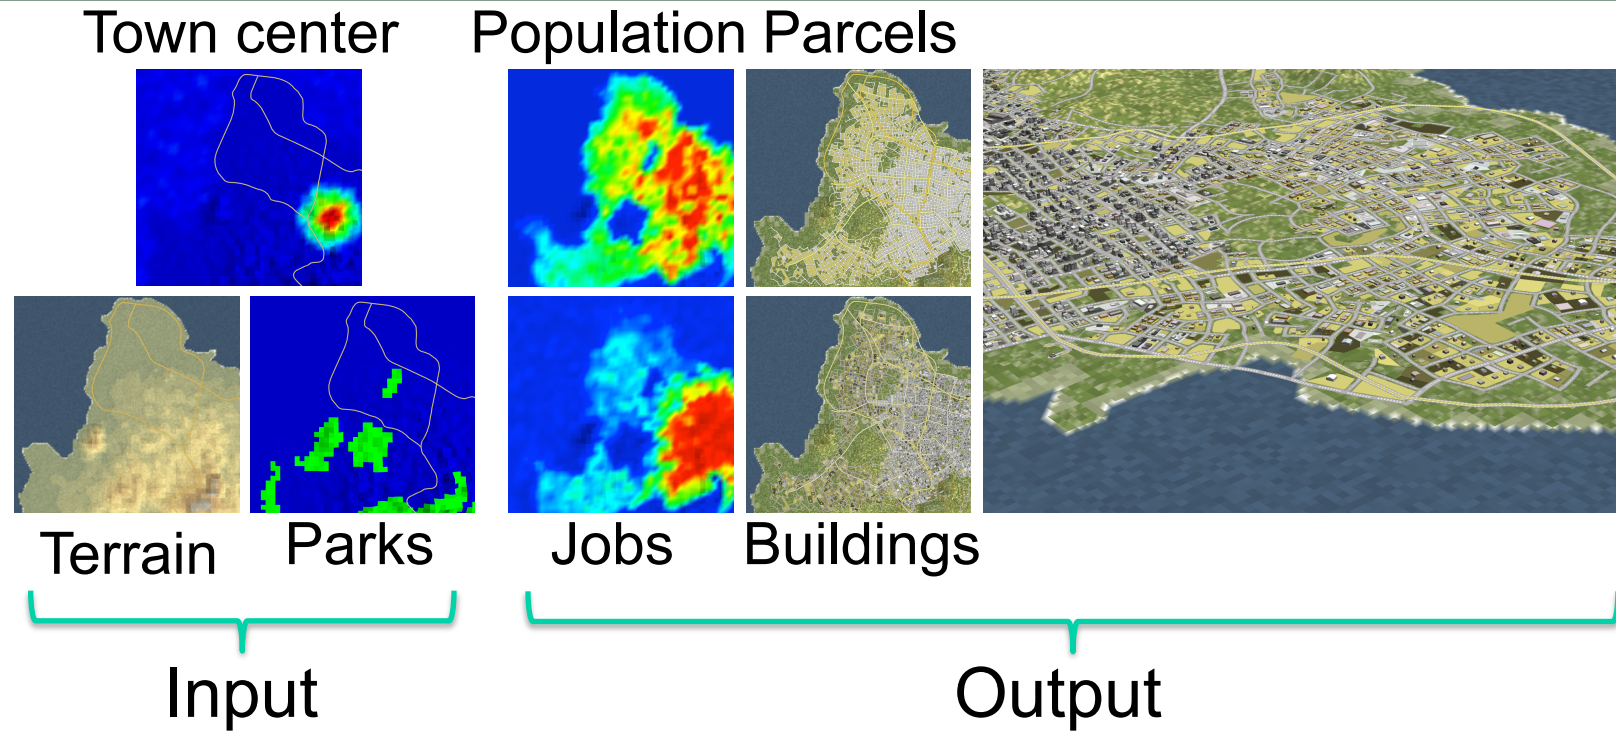 Town center
Population Parcels
Terrain
Parks
Jobs
Buildings
Input
Output